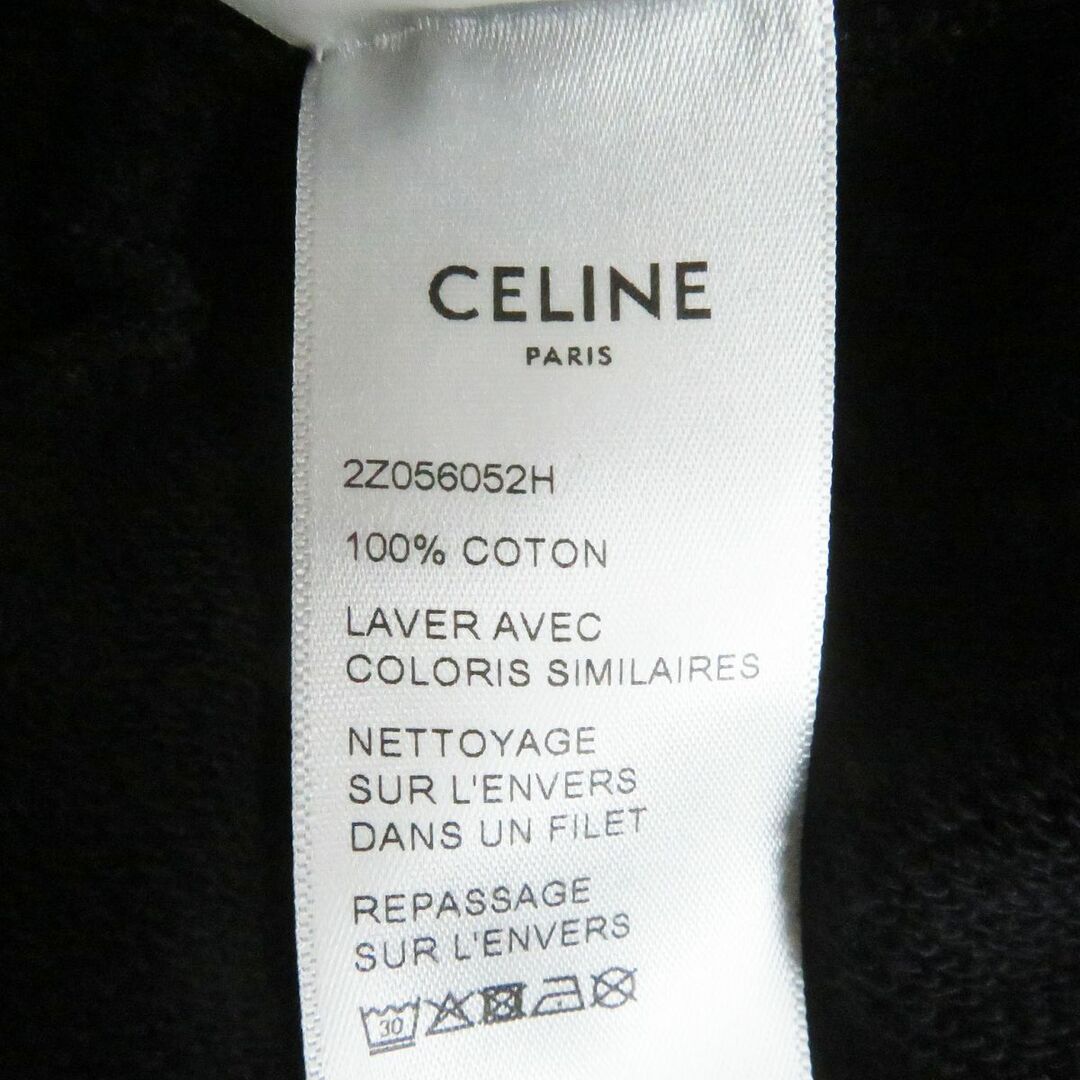 CELINE
PARIS
2Z056052H
100% COTON
LAVER AVEC
COLORIS SIMILAIRES
NETTOYAGE
SUR L'ENVERS
DANS UN FILET
REPASSAGE
SUR L'ENVERS
30